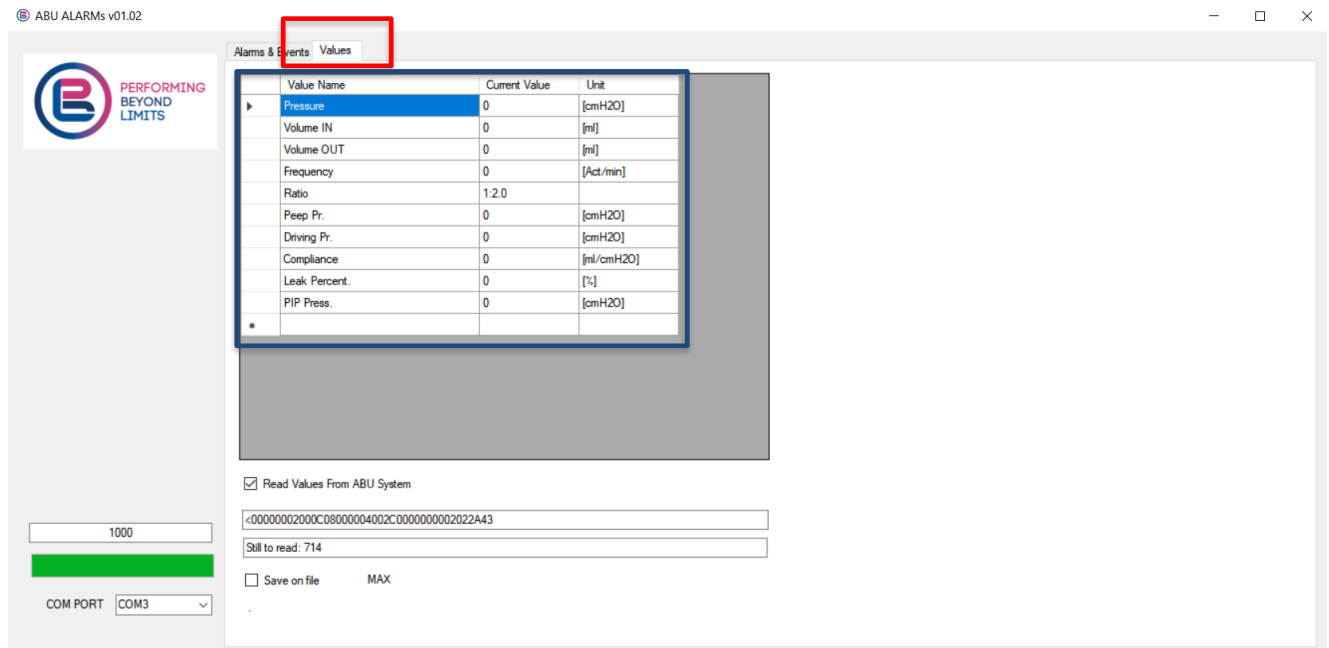 ABU ALARMs v01.02
PERFORMING
BEYOND
LIMITS
Alarms & Events Values
Value Name Current Value Unit
Pressure 0 [cmH2O]
Volume IN 0 [ml]
Volume OUT 0 [ml]
Frequency 0 [Act/min]
Ratio 1:2.0
Peep Pr. 0 [cmH2O]
Driving Pr. 0 [cmH2O]
Compliance 0 [ml/cmH2O]
Leak Percent. 0 [%]
PIP Press. 0 [cmH2O]
Read Values From ABU System
<00000002000C08000004002C0000000002022A43
Still to read: 714
Save on file MAX
.
1000
COM PORT COM3